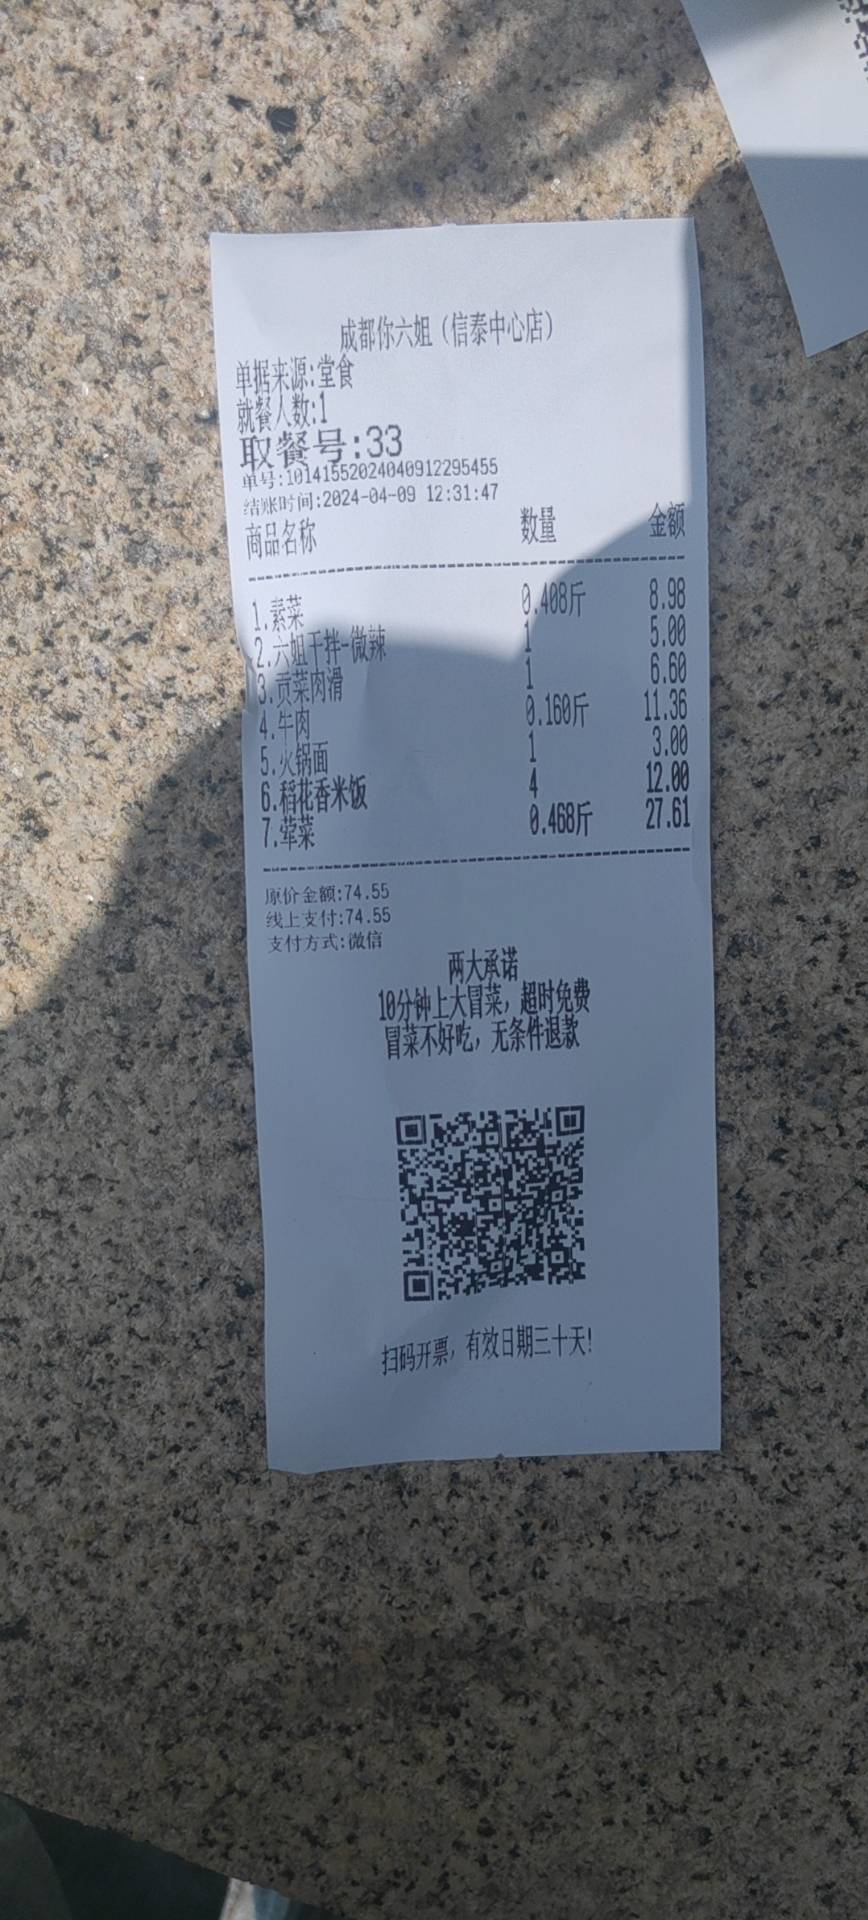 成都你六姐（信泰中心店）
单据来源:堂食
就餐人数:1
取餐号:33
单号:10141552024040912295455
结账时间:2024-04-09 12:31:47
商品名称 数量 金额
1.素菜 0.408斤 8.98
2.六姐干拌-微辣 1 5.00
3.贡菜肉滑 1 6.60
4.牛肉 0.160斤 11.36
5.火锅面 1 3.00
6.稻花香米饭 4 12.00
7.荤菜 0.468斤 27.61
原价金额:74.55
线上支付:74.55
支付方式:微信
两大承诺
10分钟上大冒菜，超时免费
冒菜不好吃，无条件退款
扫码开票，有效日期三十天!